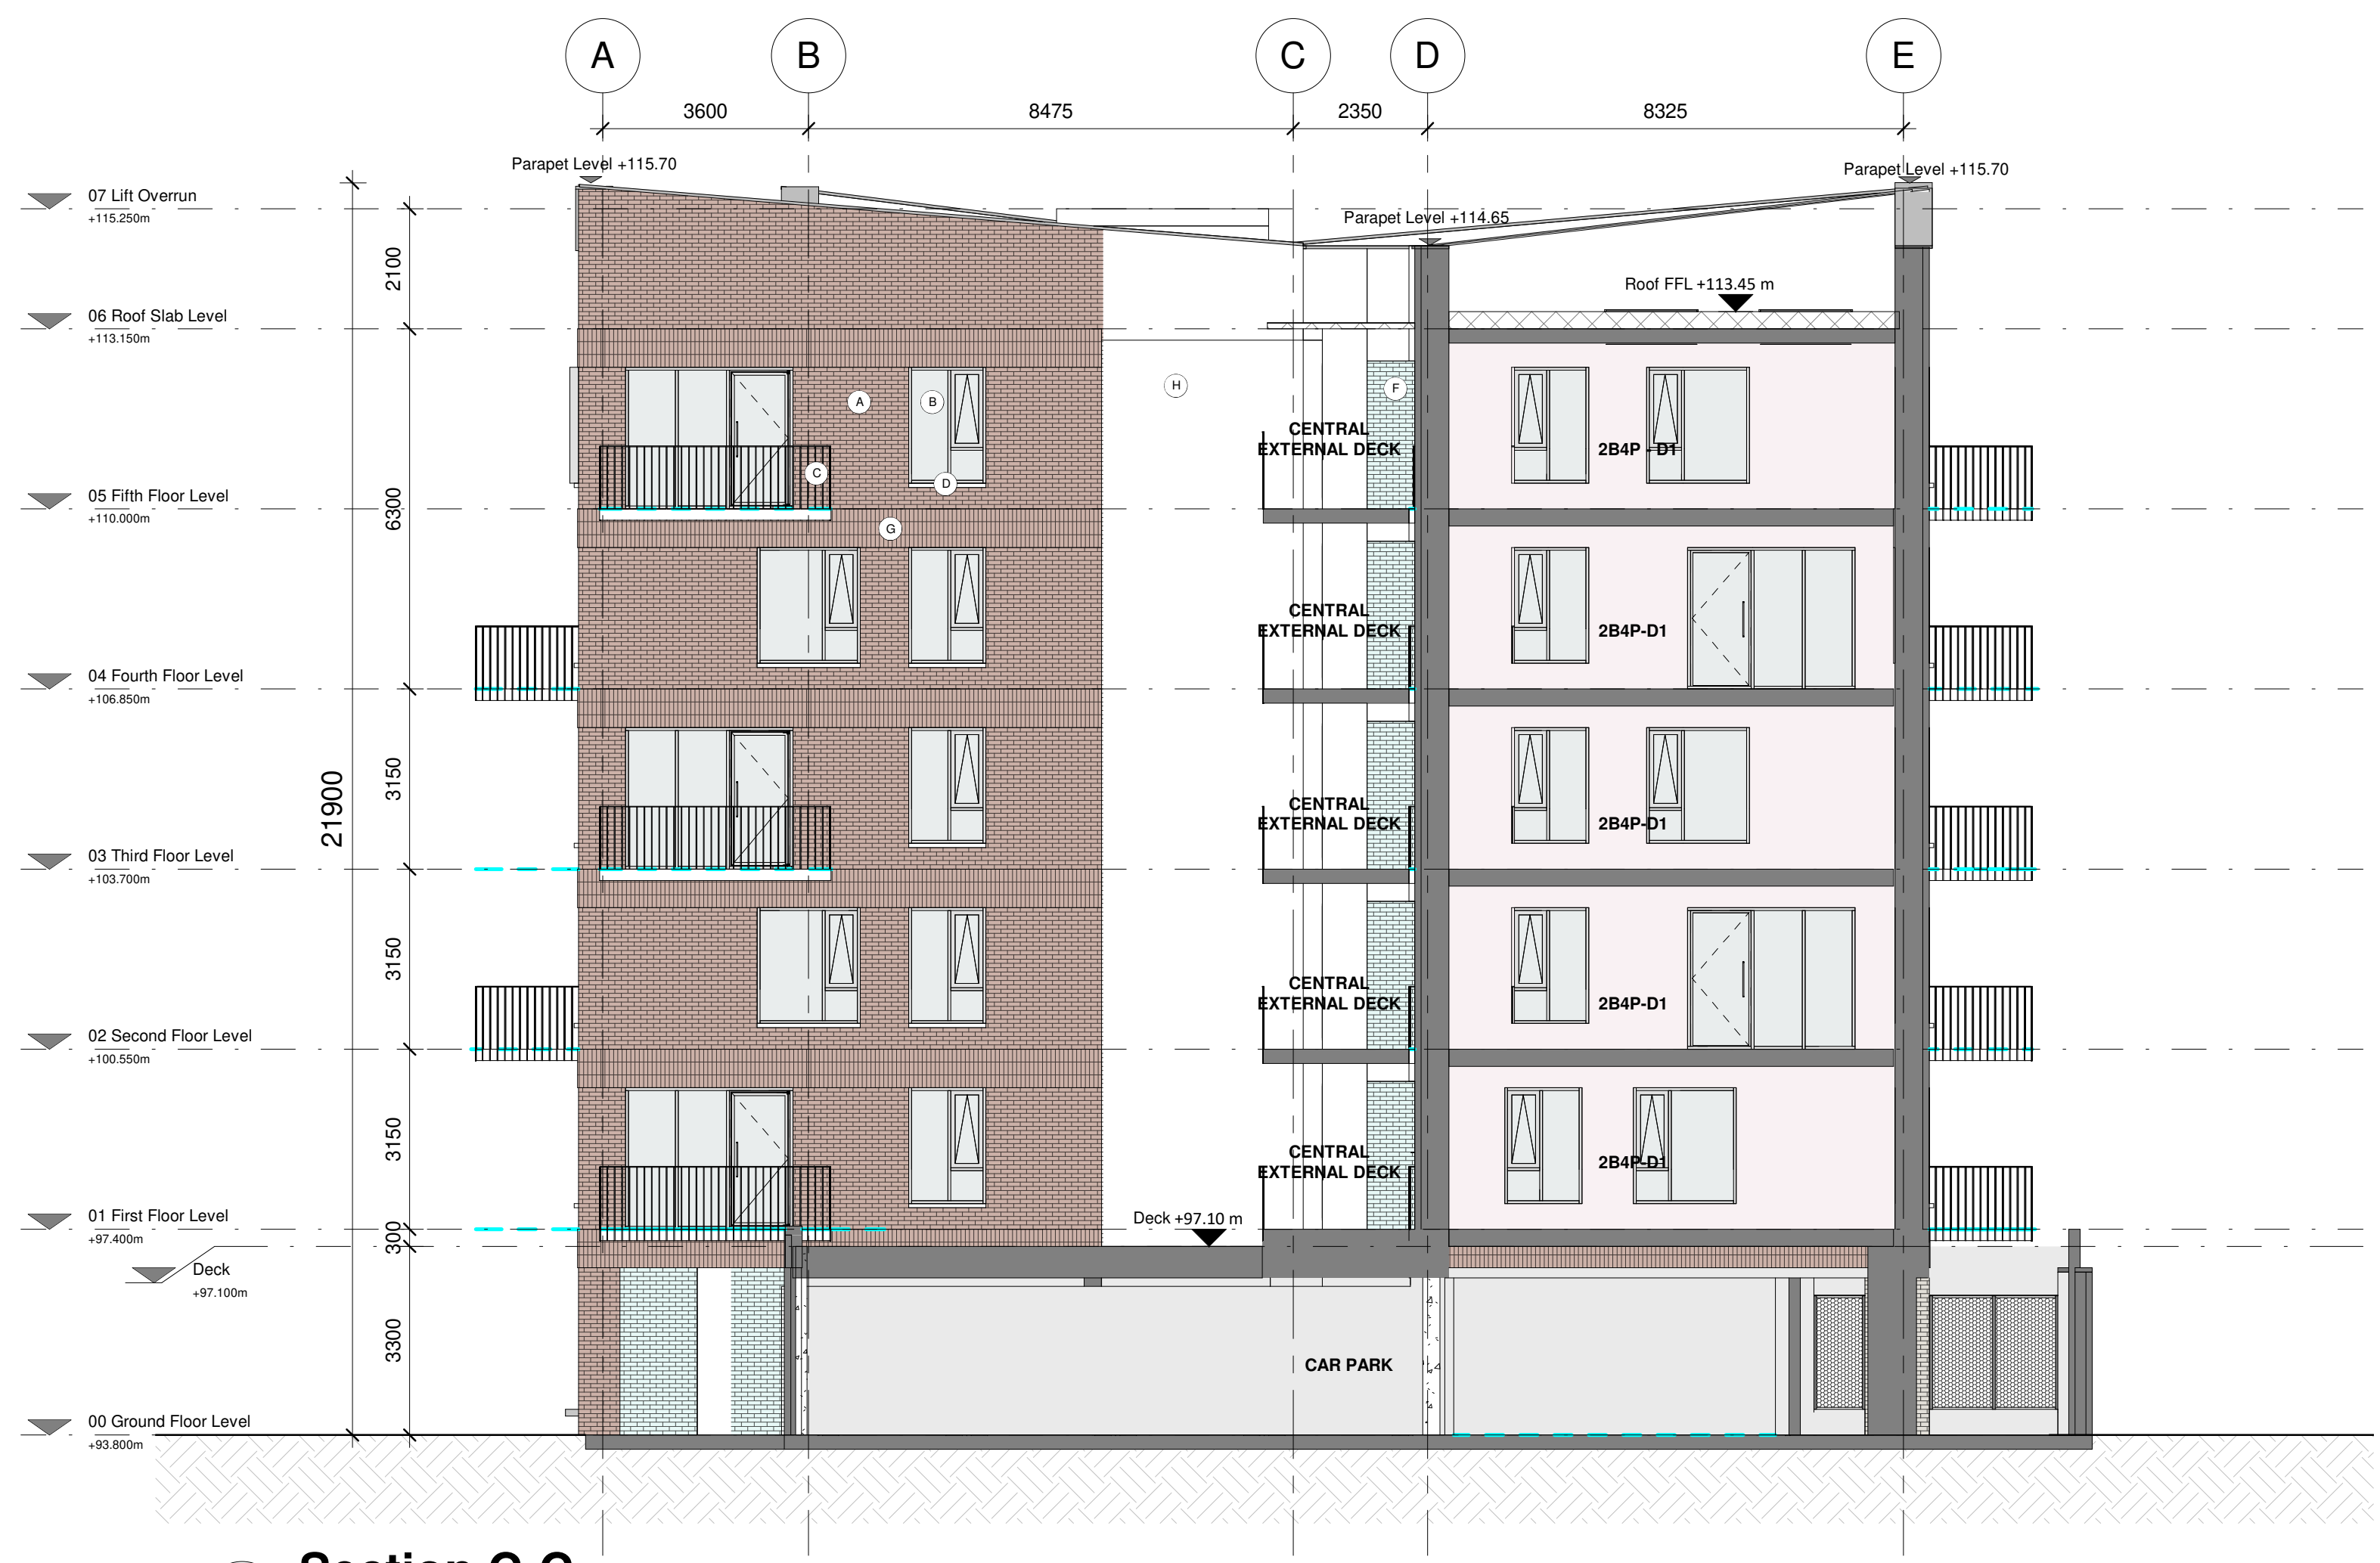 A
B
C
D
E
3600
8475
2350
8325
Parapet Level +115.70
Parapet Level +115.70
07 Lift Overrun
+115.250m
Parapet Level +114.65
2100
Roof FFL +113.45 m
06 Roof Slab Level
+113.150m
A
B
H
F
C
D
CENTRAL
EXTERNAL DECK
2B4P - D1
05 Fifth Floor Level
+110.000m
6300
G
CENTRAL
EXTERNAL DECK
2B4P-D1
04 Fourth Floor Level
+106.850m
21900
3150
CENTRAL
EXTERNAL DECK
2B4P-D1
03 Third Floor Level
+103.700m
3150
CENTRAL
EXTERNAL DECK
2B4P-D1
02 Second Floor Level
+100.550m
3150
CENTRAL
EXTERNAL DECK
2B4P-D1
01 First Floor Level
+97.400m
300
Deck +97.10 m
Deck
+97.100m
3300
CAR PARK
00 Ground Floor Level
+93.800m